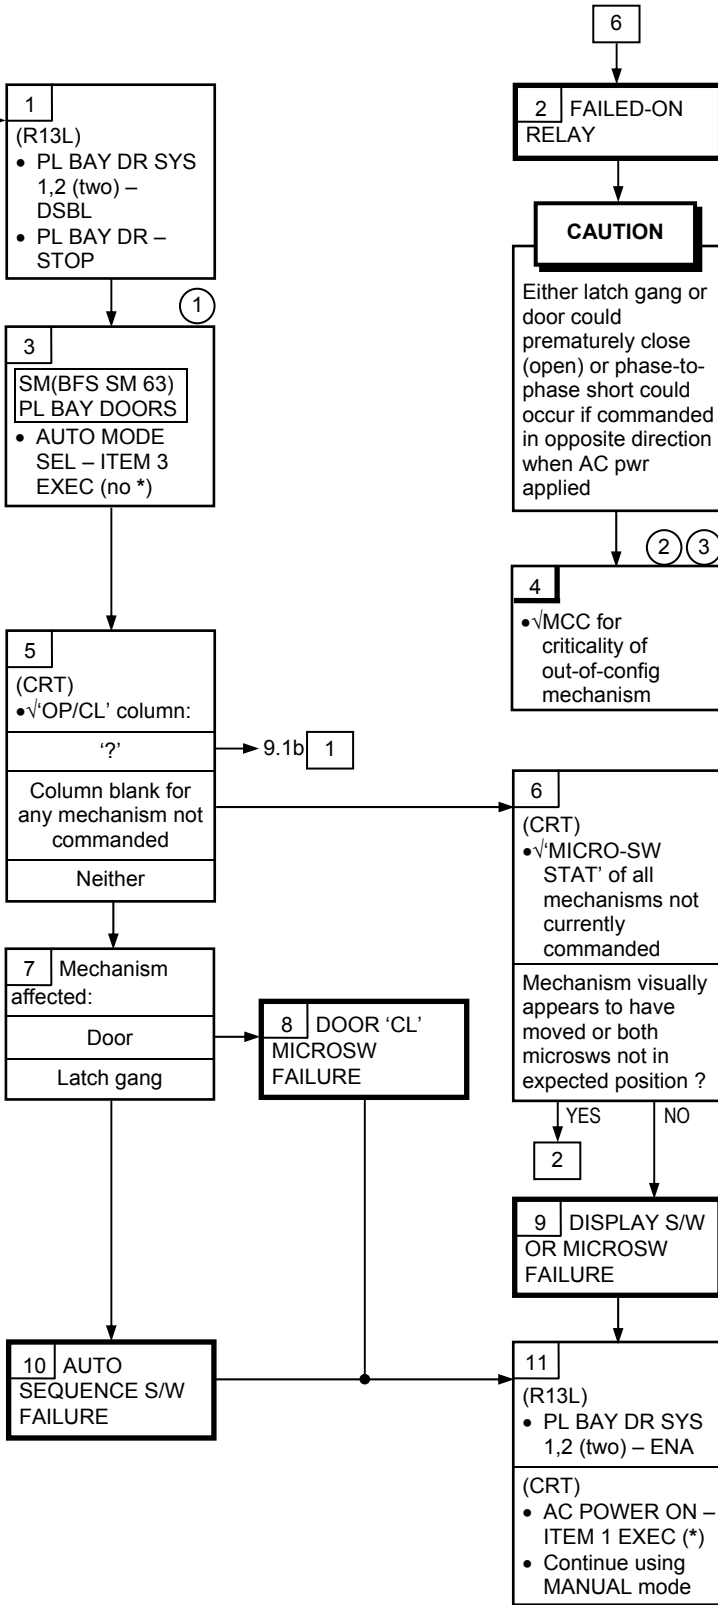 6
1
(R13L)
• PL BAY DR SYS
1,2 (two) –
DSBL
• PL BAY DR –
STOP
2 FAILED-ON
RELAY
CAUTION
Either latch gang or
door could
prematurely close
(open) or phase-to-
phase short could
occur if commanded
in opposite direction
when AC pwr
applied
1
3
SM(BFS SM 63)
PL BAY DOORS
• AUTO MODE
SEL – ITEM 3
EXEC (no *)
2 3
4
•√MCC for
criticality of
out-of-config
mechanism
5
(CRT)
•√‘OP/CL’ column:
‘?’
9.1b 1
Column blank for
any mechanism not
commanded
Neither
6
(CRT)
•√‘MICRO-SW
STAT’ of all
mechanisms not
currently
commanded
Mechanism visually
appears to have
moved or both
microsws not in
expected position ?
YES
NO
2
7 Mechanism
affected:
Door
Latch gang
8 DOOR ‘CL’
MICROSW
FAILURE
9 DISPLAY S/W
OR MICROSW
FAILURE
10 AUTO
SEQUENCE S/W
FAILURE
11
(R13L)
• PL BAY DR SYS
1,2 (two) – ENA
(CRT)
• AC POWER ON –
ITEM 1 EXEC (*)
• Continue using
MANUAL mode